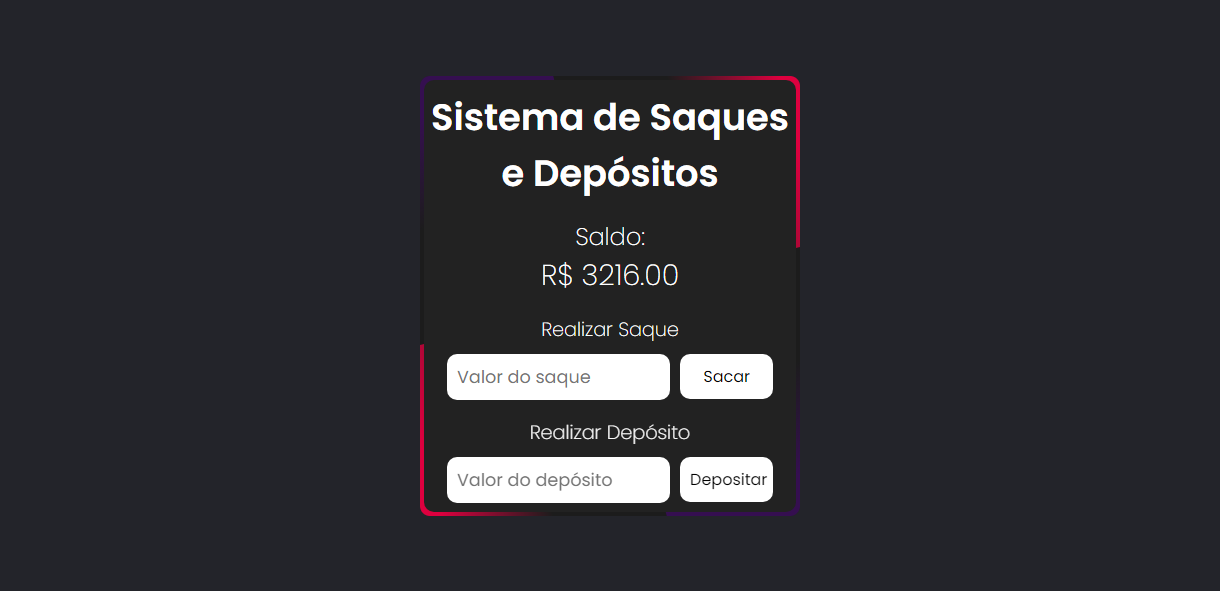 Sistema de Saques
e Depósitos
Saldo:
R$ 3216.00
Realizar Saque
Valor do saque
Sacar
Realizar Depósito
Valor do depósito
Depositar